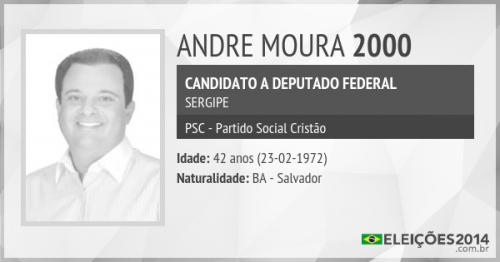 ANDRE MOURA 2000
CANDIDATO A DEPUTADO FEDERAL
SERGIPE
PSC - Partido Social Cristão
Idade: 42 anos (23-02-1972)
Naturalidade: BA - Salvador
ELEIÇÕES2014
.com.br